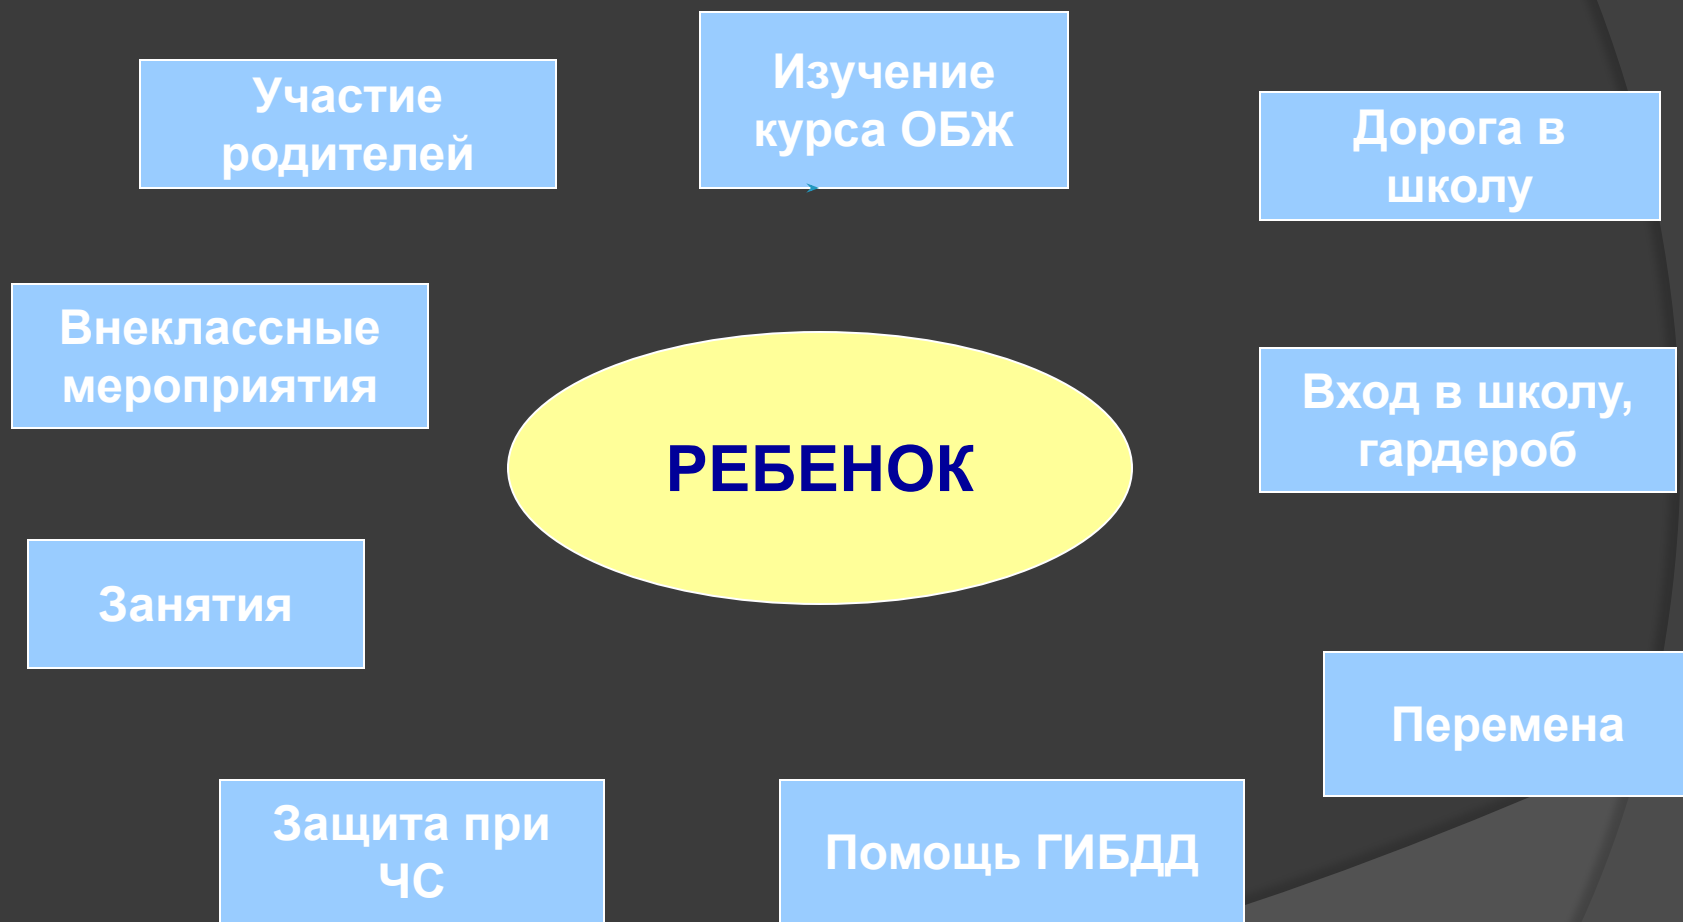 Изучение
курса ОБЖ
Участие
родителей
Дорога в
школу
Внеклассные
мероприятия
Вход в школу,
гардероб
РЕБЕНОК
Занятия
Перемена
Защита при
ЧС
Помощь ГИБДД